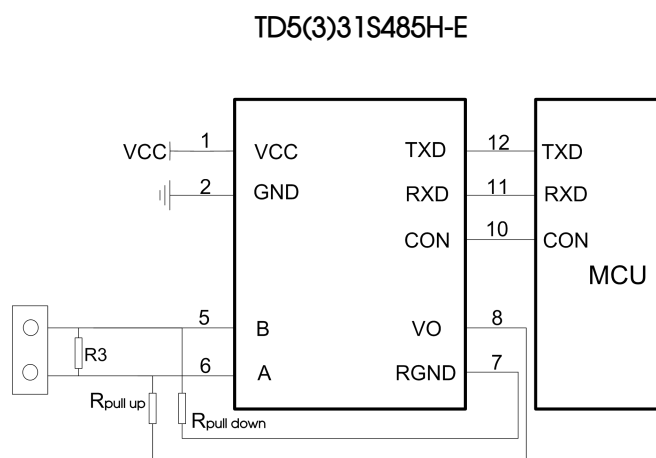 TD5(3)31S485H-E
VCC 1 VCC TXD 12 TXD
2 GND RXD 11 RXD
CON 10 CON
MCU
5 B VO 8
R3
6 A RGND 7
Rpull up
Rpull down